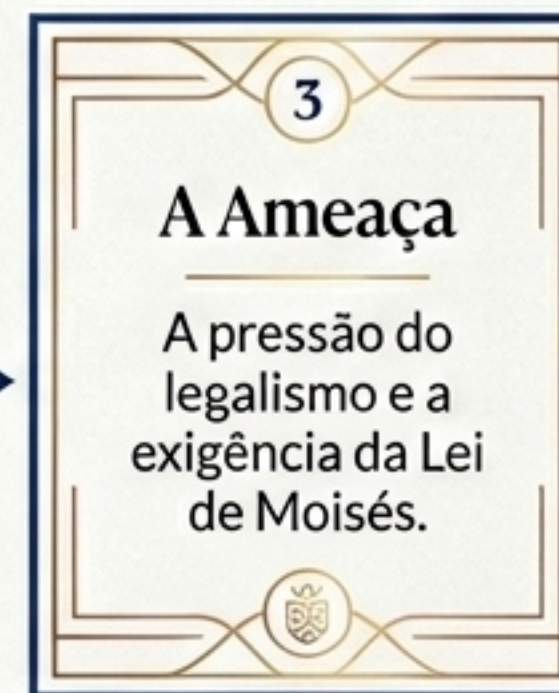 3
A Ameaça
A pressão do
legalismo e a
exigência da Lei
de Moisés.